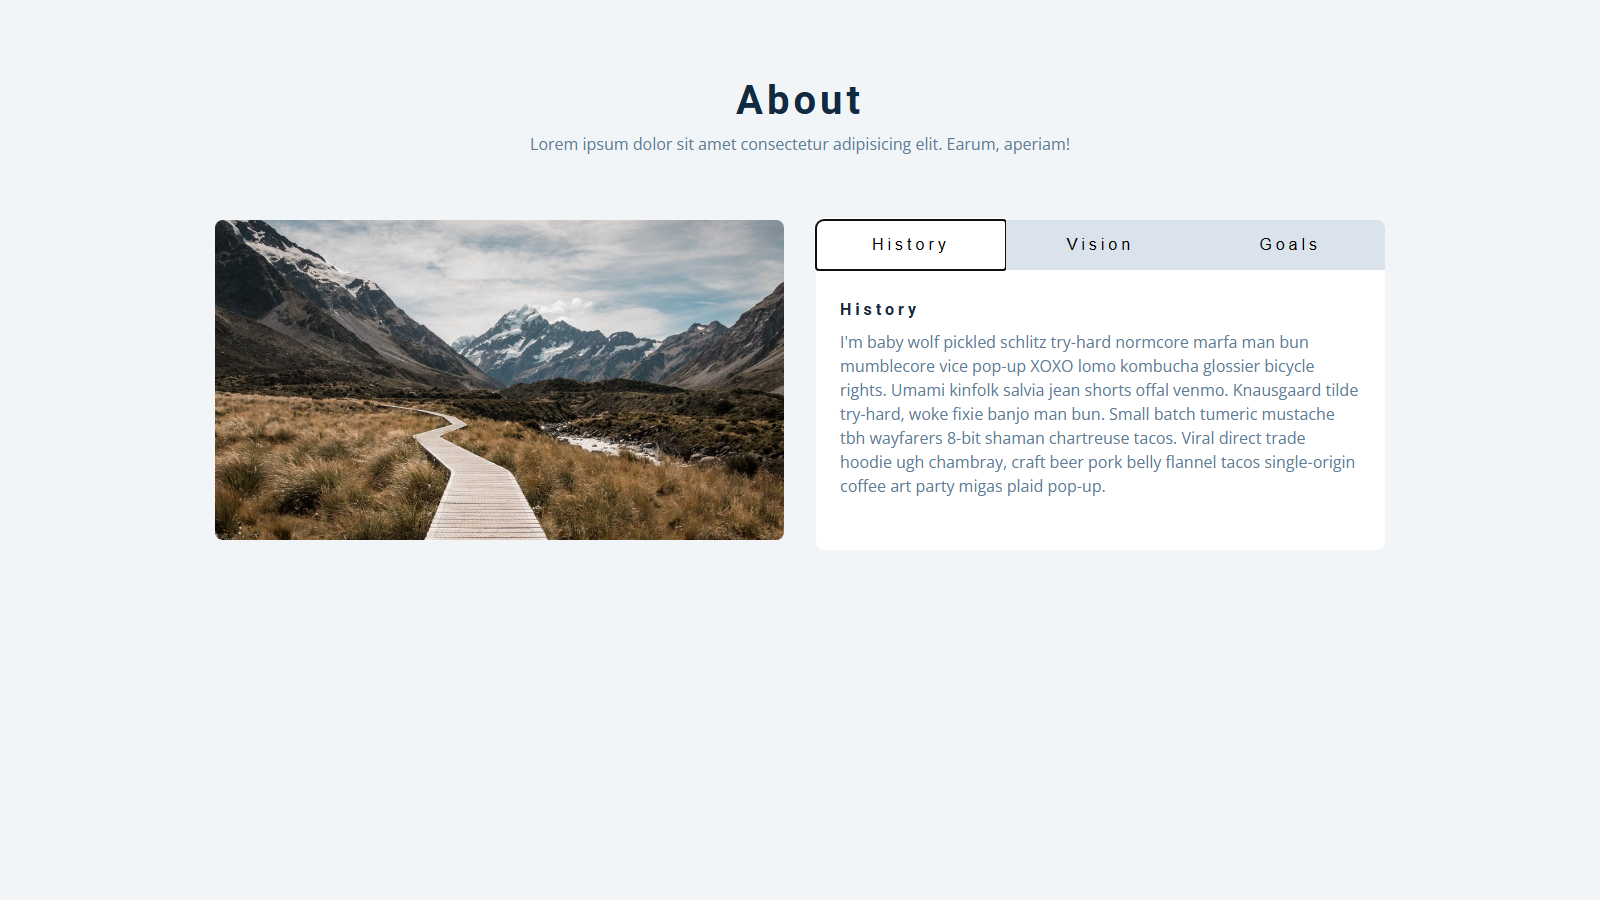 About
Lorem ipsum dolor sit amet consectetur adipisicing elit. Earum, aperiam!
History
Vision
Goals
History
I'm baby wolf pickled schlitz try-hard normcore marfa man bun
mumblecore vice pop-up XOXO lomo kombucha glossier bicycle
rights. Umami kinfolk salvia jean shorts offal venmo. Knausgaard tilde
try-hard, woke fixie banjo man bun. Small batch tumeric mustache
tbh wayfarers 8-bit shaman chartreuse tacos. Viral direct trade
hoodie ugh chambray, craft beer pork belly flannel tacos single-origin
coffee art party migas plaid pop-up.